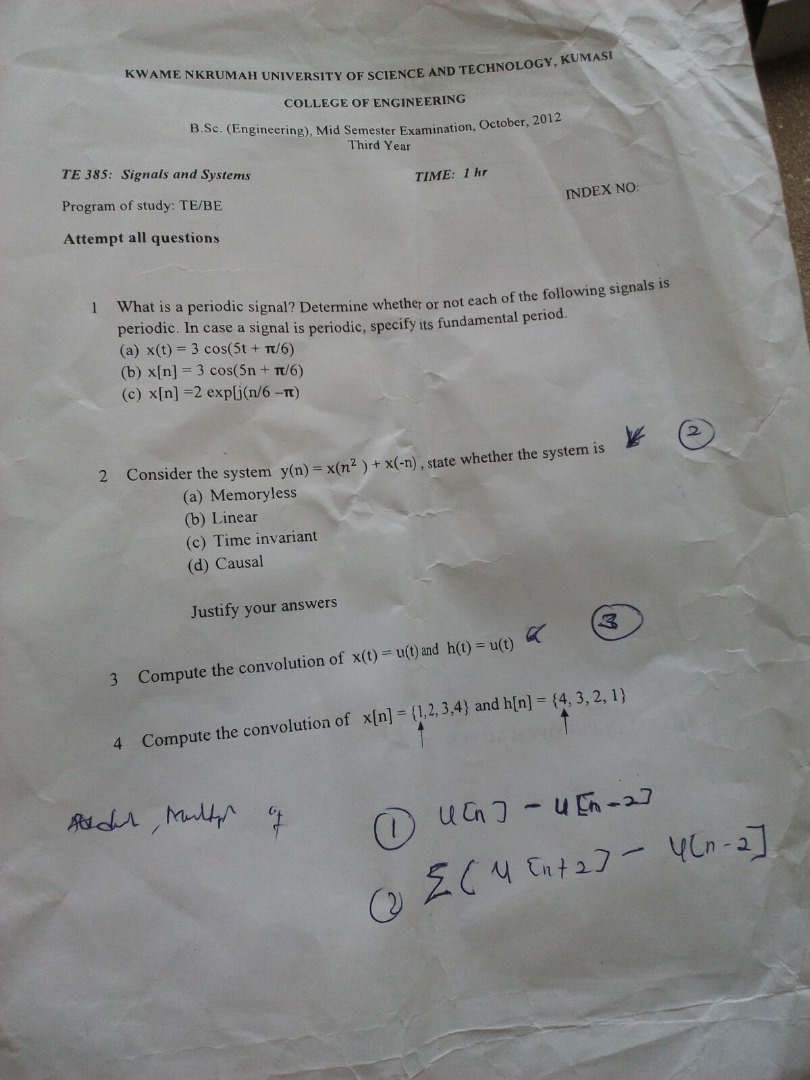 KWAME NKRUMAH UNIVERSITY OF SCIENCE AND TECHNOLOGY, KUMASI
COLLEGE OF ENGINEERING
B.Sc. (Engineering), Mid Semester Examination, October, 2012
Third Year
TE 385: Signals and Systems TIME: 1 hr
Program of study: TE/BE INDEX NO:
Attempt all questions
1 What is a periodic signal? Determine whether or not each of the following signals is
periodic. In case a signal is periodic, specify its fundamental period.
(a) x(t) = 3 cos(5t + π/6)
(b) x[n] = 3 cos(5n + π/6)
(c) x[n] =2 exp[j(n/6 –π)
2 Consider the system y(n) = x(n²) + x(-n), state whether the system is 2
(a) Memoryless
(b) Linear
(c) Time invariant
(d) Causal
Justify your answers
3 Compute the convolution of x(t) = u(t) and h(t) = u(t) 3
4 Compute the convolution of x[n] = {1,2, 3,4} and h[n] = {4, 3, 2, 1}
1 u[n] - u[n-2]
2 Σ( u[n+2] - u[n-2]